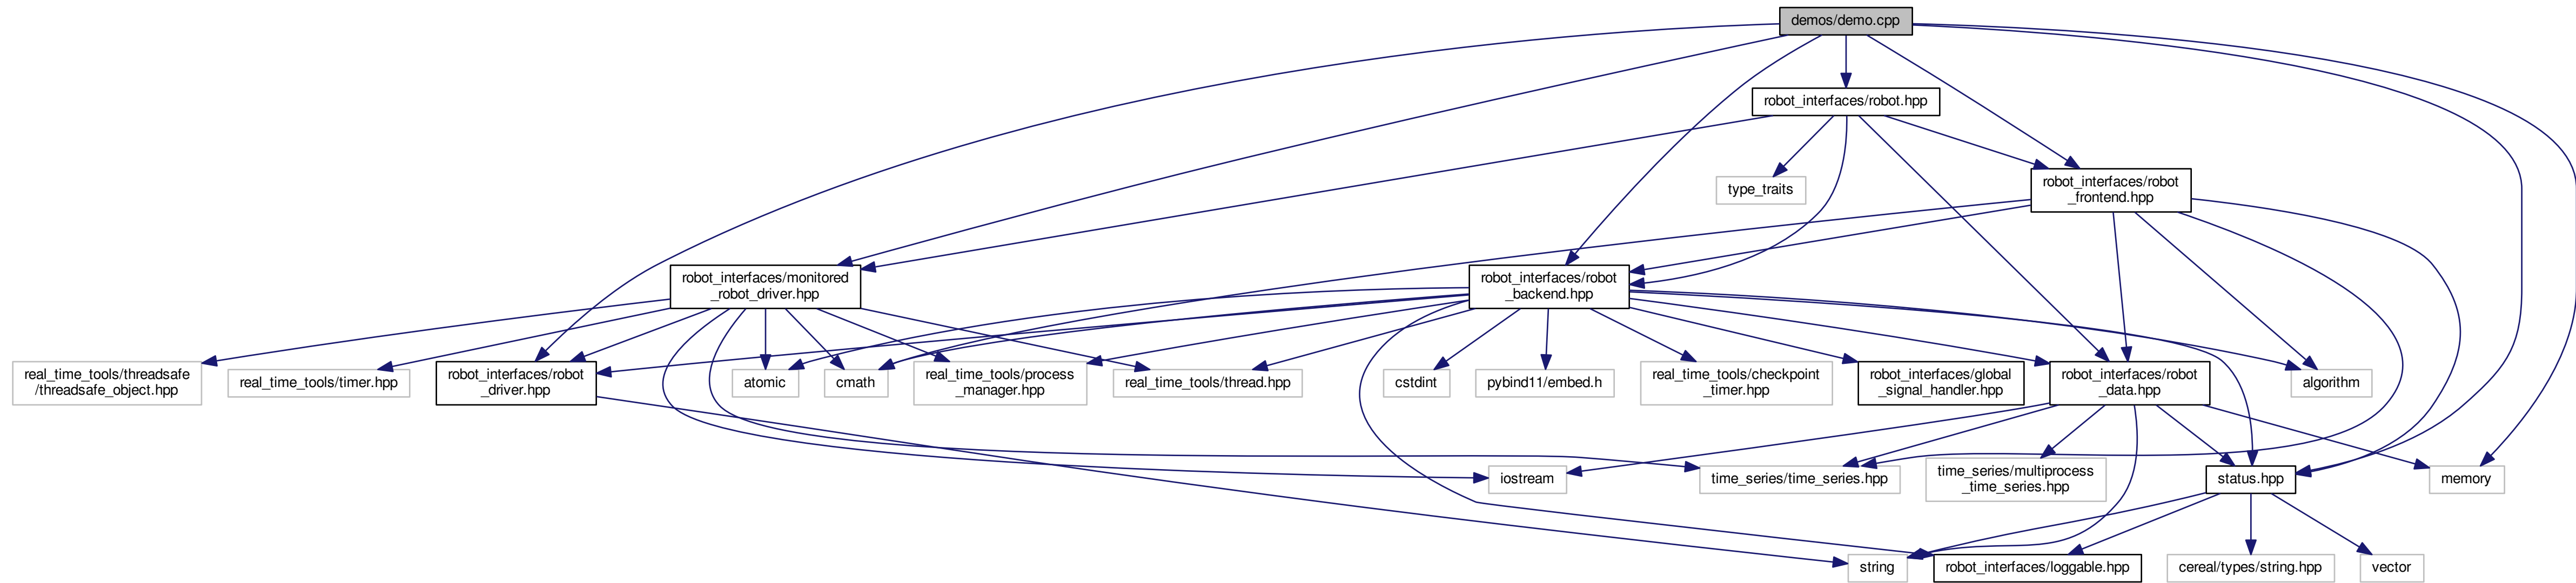 demos/demo.cpp
robot_interfaces/robot.hpp
type_traits
robot_interfaces/robot
_frontend.hpp
robot_interfaces/monitored
_robot_driver.hpp
robot_interfaces/robot
_backend.hpp
real_time_tools/threadsafe
/threadsafe_object.hpp
real_time_tools/timer.hpp
robot_interfaces/robot
_driver.hpp
atomic
cmath
real_time_tools/process
_manager.hpp
real_time_tools/thread.hpp
cstdint
pybind11/embed.h
real_time_tools/checkpoint
_timer.hpp
robot_interfaces/global
_signal_handler.hpp
robot_interfaces/robot
_data.hpp
algorithm
iostream
time_series/time_series.hpp
time_series/multiprocess
_time_series.hpp
status.hpp
memory
string
robot_interfaces/loggable.hpp
cereal/types/string.hpp
vector